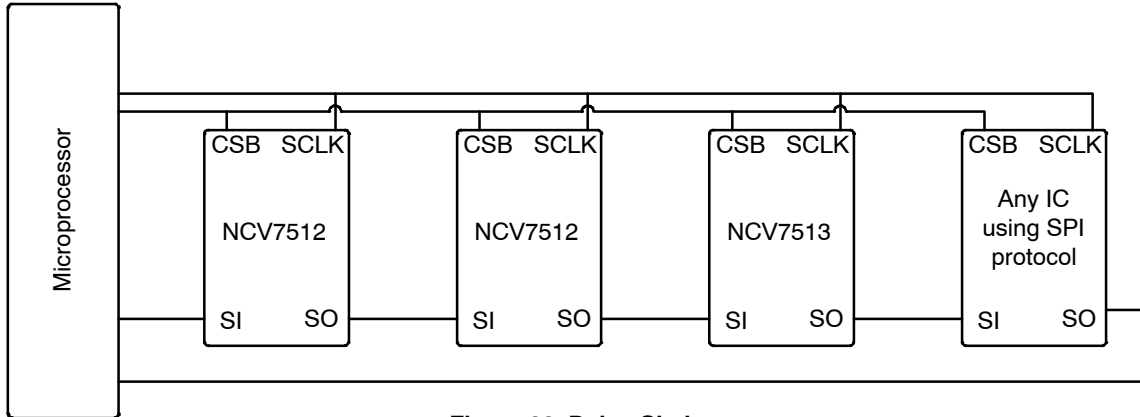 Microprocessor
CSB SCLK
NCV7512
SI SO
CSB SCLK
NCV7512
SI SO
CSB SCLK
NCV7513
SI SO
CSB SCLK
Any IC
using SPI
protocol
SI SO